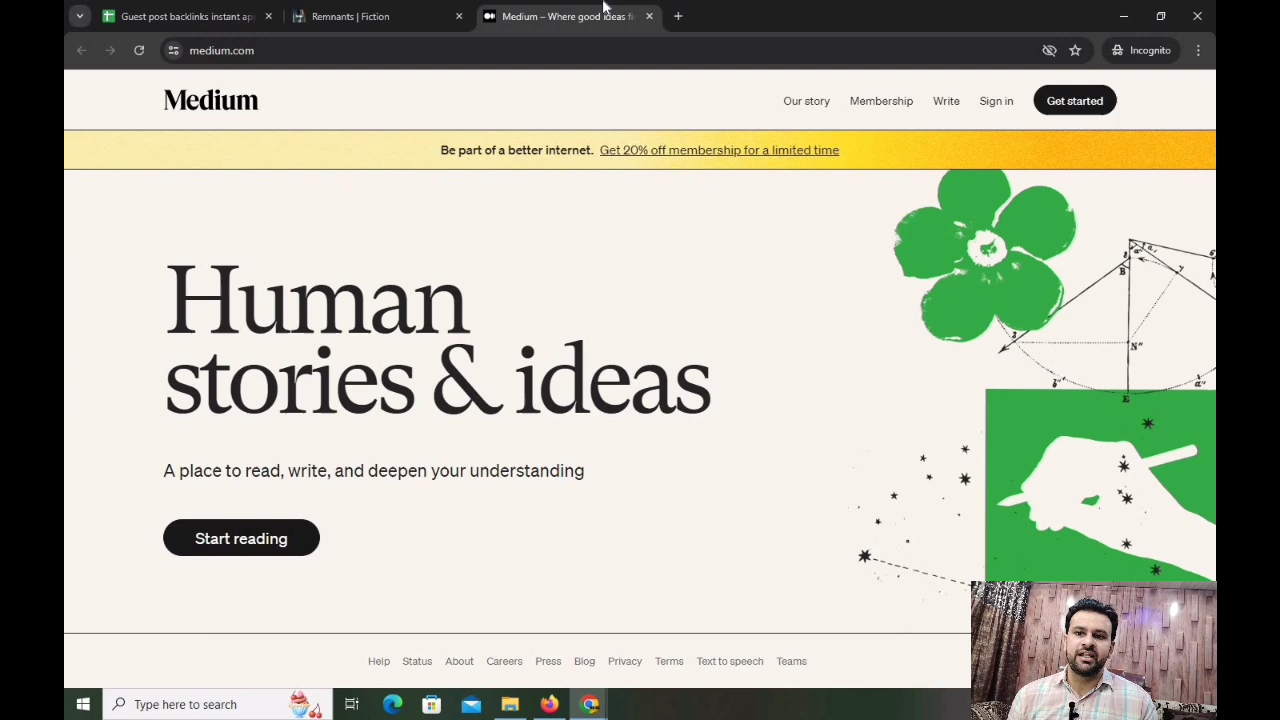 Guest post backlinks instant ap
Remnants | Fiction
Medium – Where good ideas fi
medium.com
Incognito
Medium
Our story
Membership
Write
Sign in
Get started
Be part of a better internet. Get 20% off membership for a limited time
Human
stories & ideas
A place to read, write, and deepen your understanding
Start reading
B
N"
E
Help
Status
About
Careers
Press
Blog
Privacy
Terms
Text to speech
Teams
Type here to search